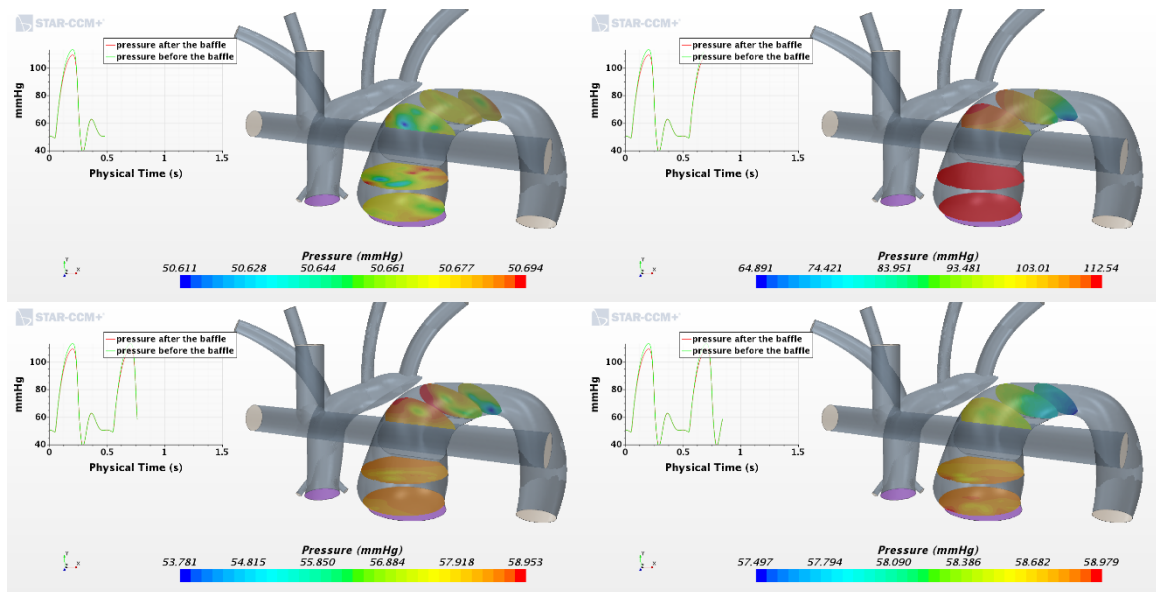 STAR-CCM+
pressure after the baffle
pressure before the baffle
mmHg
100
80
60
40
0
0.5
1
1.5
Physical Time (s)
Pressure (mmHg)
50.611 50.628 50.644 50.661 50.677 50.694
STAR-CCM+
pressure after the baffle
pressure before the baffle
mmHg
100
80
60
40
0
0.5
1
1.5
Physical Time (s)
Pressure (mmHg)
64.891 74.421 83.951 93.481 103.01 112.54
STAR-CCM+
pressure after the baffle
pressure before the baffle
mmHg
100
80
60
40
0
0.5
1
1.5
Physical Time (s)
Pressure (mmHg)
53.781 54.815 55.850 56.884 57.918 58.953
STAR-CCM+
pressure after the baffle
pressure before the baffle
mmHg
100
80
60
40
0
0.5
1
1.5
Physical Time (s)
Pressure (mmHg)
57.497 57.794 58.090 58.386 58.682 58.979